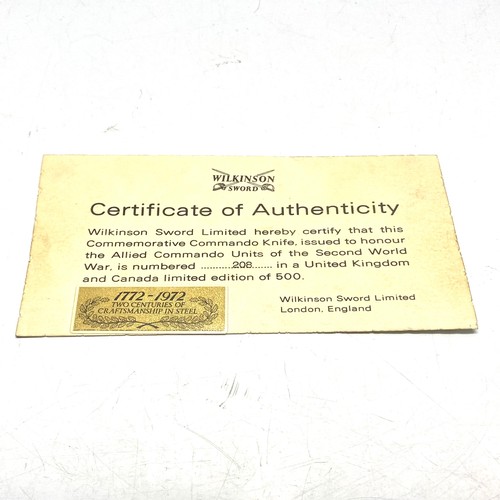 WILKINSON
SWORD
Certificate of Authenticity
Wilkinson Sword Limited hereby certify that this
Commemorative Commando Knife, issued to honour
the Allied Commando Units of the Second World
War, is numbered ............208....... in a United Kingdom
and Canada limited edition of 500.
1772-1972
TWO CENTURIES OF
CRAFTSMANSHIP IN STEEL
Wilkinson Sword Limited
London, England